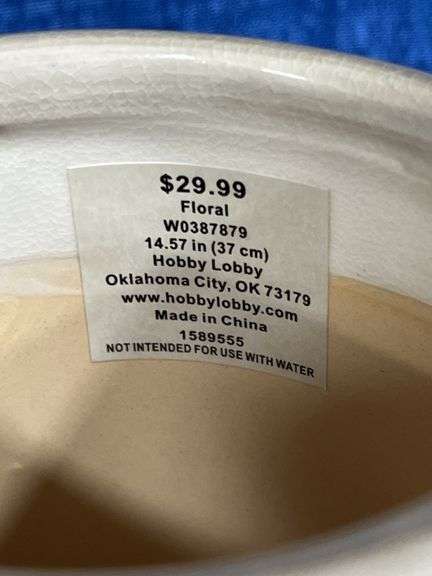 $29.99
Floral
W0387879
14.57 in (37 cm)
Hobby Lobby
Oklahoma City, OK 73179
www.hobbylobby.com
Made in China
1589555
NOT INTENDED FOR USE WITH WATER